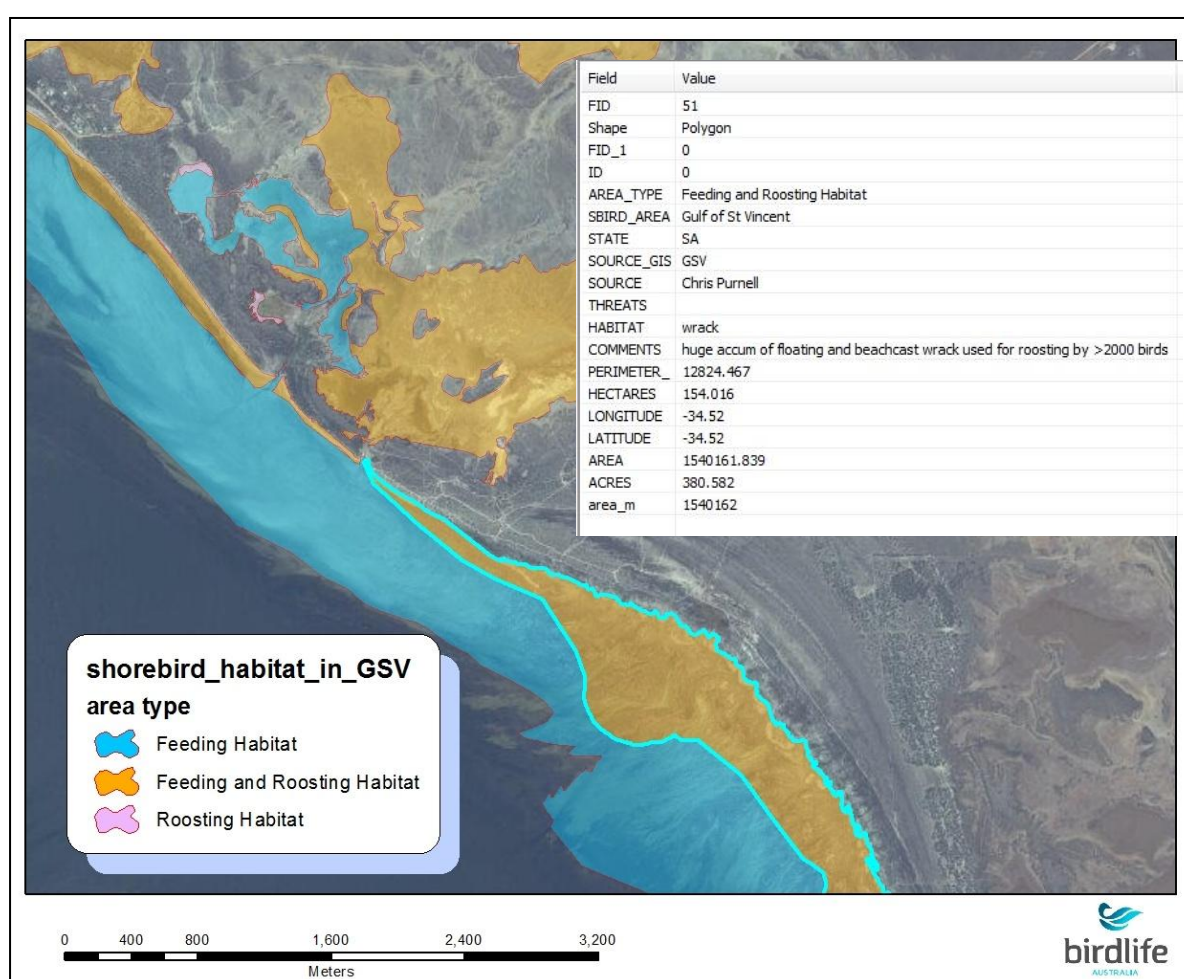 Field Value
FID 51
Shape Polygon
FID_1 0
ID 0
AREA_TYPE Feeding and Roosting Habitat
SBIRD_AREA Gulf of St Vincent
STATE SA
SOURCE_GIS GSV
SOURCE Chris Purnell
THREATS
HABITAT wrack
COMMENTS huge accum of floating and beachcast wrack used for roosting by >2000 birds
PERIMETER_ 12824.467
HECTARES 154.016
LONGITUDE -34.52
LATITUDE -34.52
AREA 1540161.839
ACRES 380.582
area_m 1540162
shorebird_habitat_in_GSV
area type
Feeding Habitat
Feeding and Roosting Habitat
Roosting Habitat
0 400 800 1,600 2,400 3,200
Meters
birdlife
AUSTRALIA